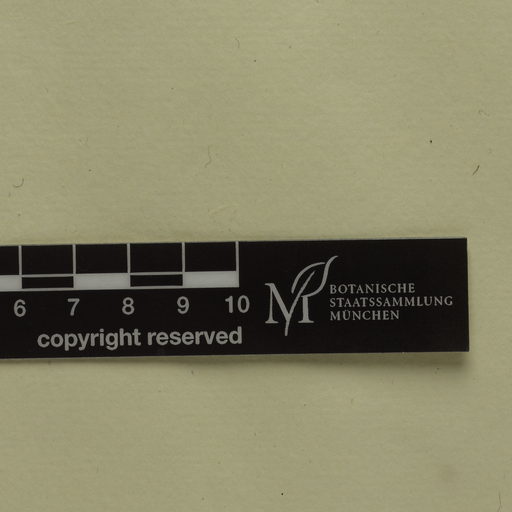 6 7 8 9 10
copyright reserved
BOTANISCHE
STAATSSAMMLUNG
MÜNCHEN